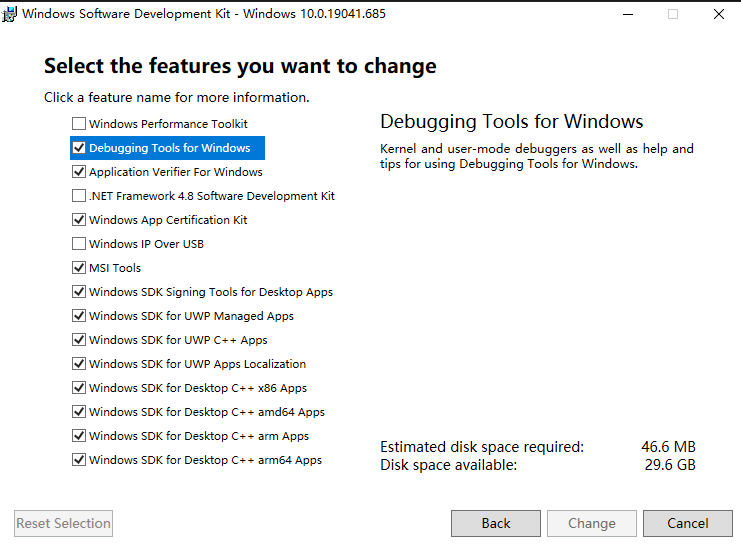 Windows Software Development Kit - Windows 10.0.19041.685
Select the features you want to change
Click a feature name for more information.
Windows Performance Toolkit
Debugging Tools for Windows
Application Verifier For Windows
.NET Framework 4.8 Software Development Kit
Windows App Certification Kit
Windows IP Over USB
MSI Tools
Windows SDK Signing Tools for Desktop Apps
Windows SDK for UWP Managed Apps
Windows SDK for UWP C++ Apps
Windows SDK for UWP Apps Localization
Windows SDK for Desktop C++ x86 Apps
Windows SDK for Desktop C++ amd64 Apps
Windows SDK for Desktop C++ arm Apps
Windows SDK for Desktop C++ arm64 Apps
Debugging Tools for Windows
Kernel and user-mode debuggers as well as help and
tips for using Debugging Tools for Windows.
Estimated disk space required: 46.6 MB
Disk space available: 29.6 GB
Reset Selection
Back
Change
Cancel